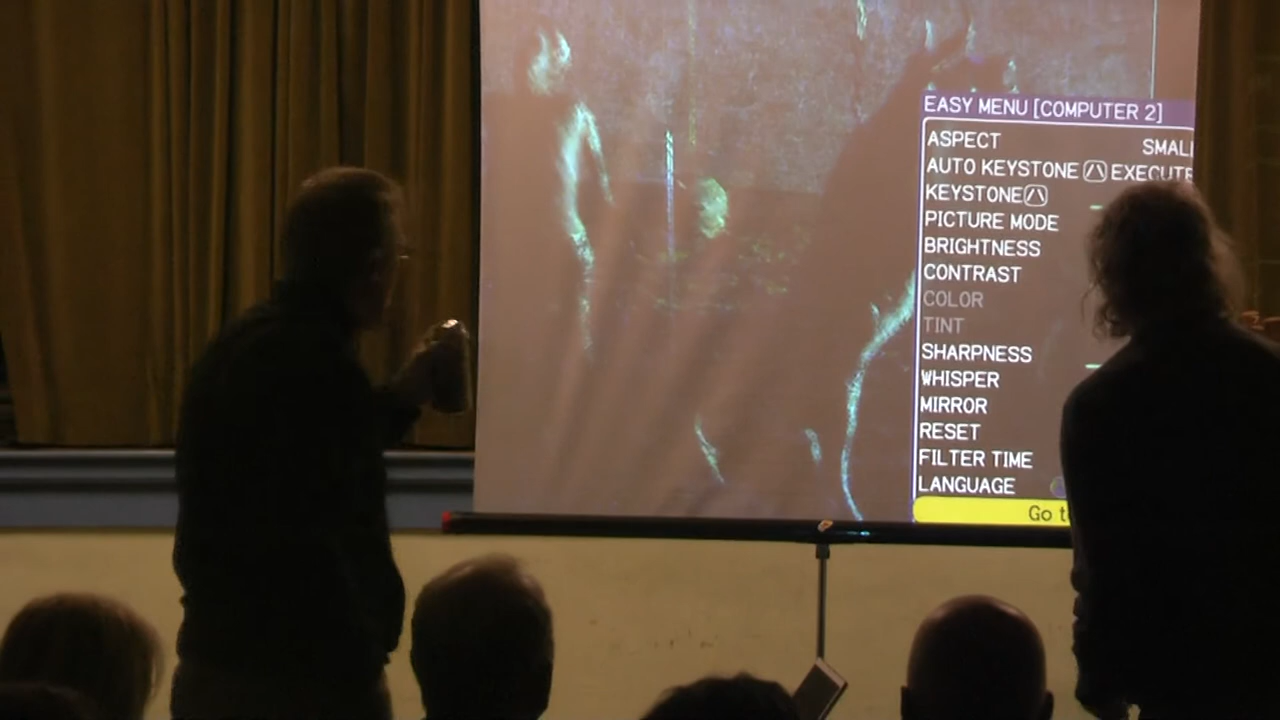 EASY MENU [COMPUTER 2]
ASPECT
AUTO KEYSTONE EXECUTE
KEYSTONE
PICTURE MODE
BRIGHTNESS
CONTRAST
COLOR
TINT
SHARPNESS
WHISPER
MIRROR
RESET
FILTER TIME
LANGUAGE
Go